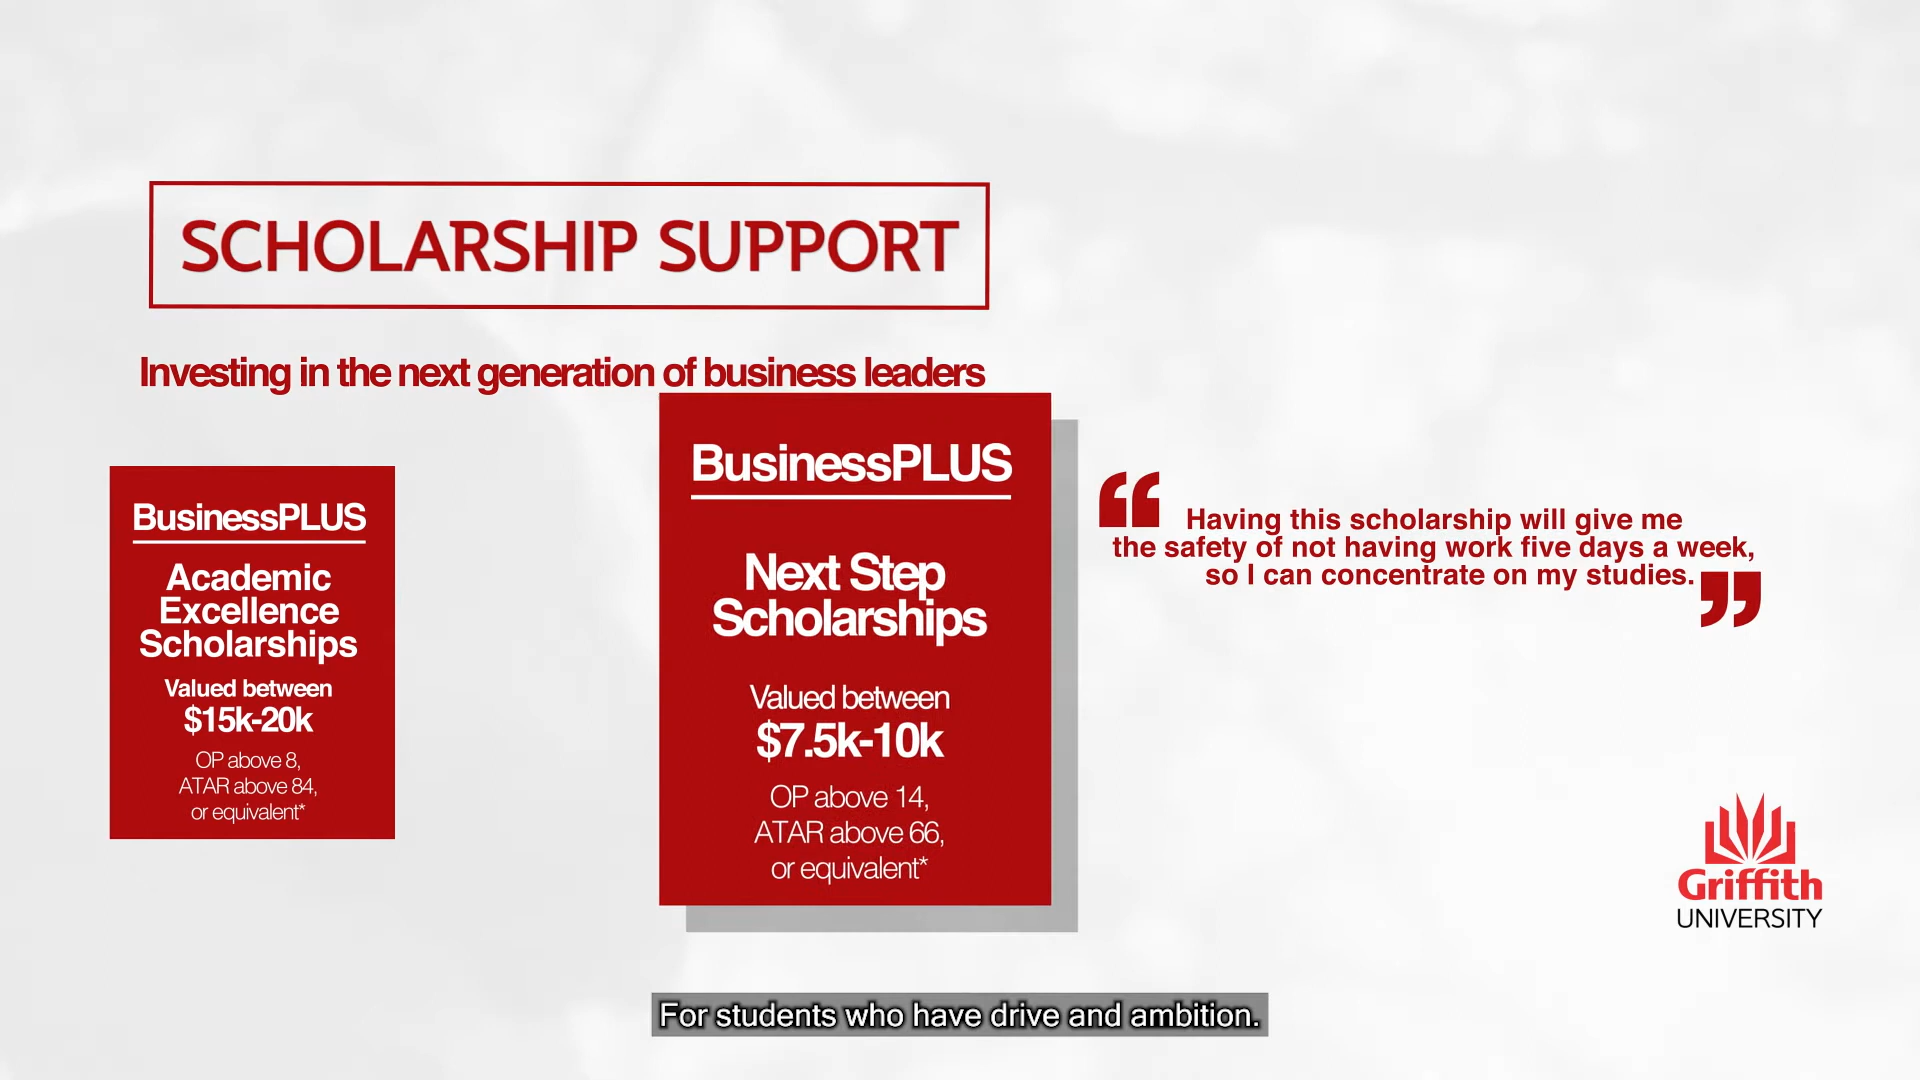 SCHOLARSHIP SUPPORT
Investing in the next generation of business leaders
BusinessPLUS
Academic
Excellence
Scholarships
Valued between
$15k-20k
OP above 8,
ATAR above 84,
or equivalent*
BusinessPLUS
Next Step
Scholarships
Valued between
$7.5k-10k
OP above 14,
ATAR above 66,
or equivalent*
“Having this scholarship will give me
the safety of not having work five days a week,
so I can concentrate on my studies.”
Griffith
UNIVERSITY
For students who have drive and ambition.